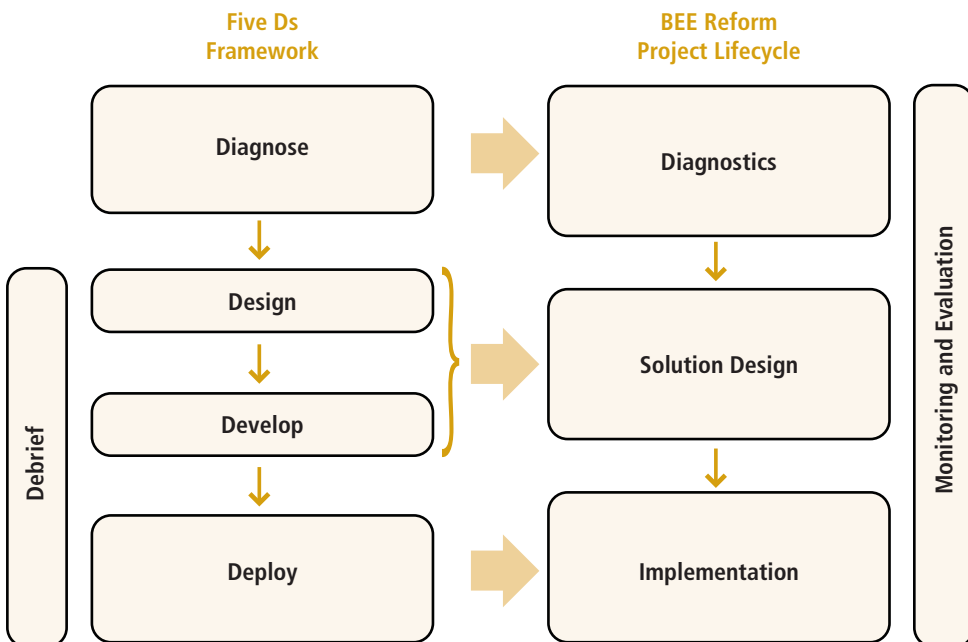 Five Ds
Framework
BEE Reform
Project Lifecycle
Diagnose
Diagnostics
Design
Solution Design
Develop
Deploy
Implementation
Debrief
Monitoring and Evaluation